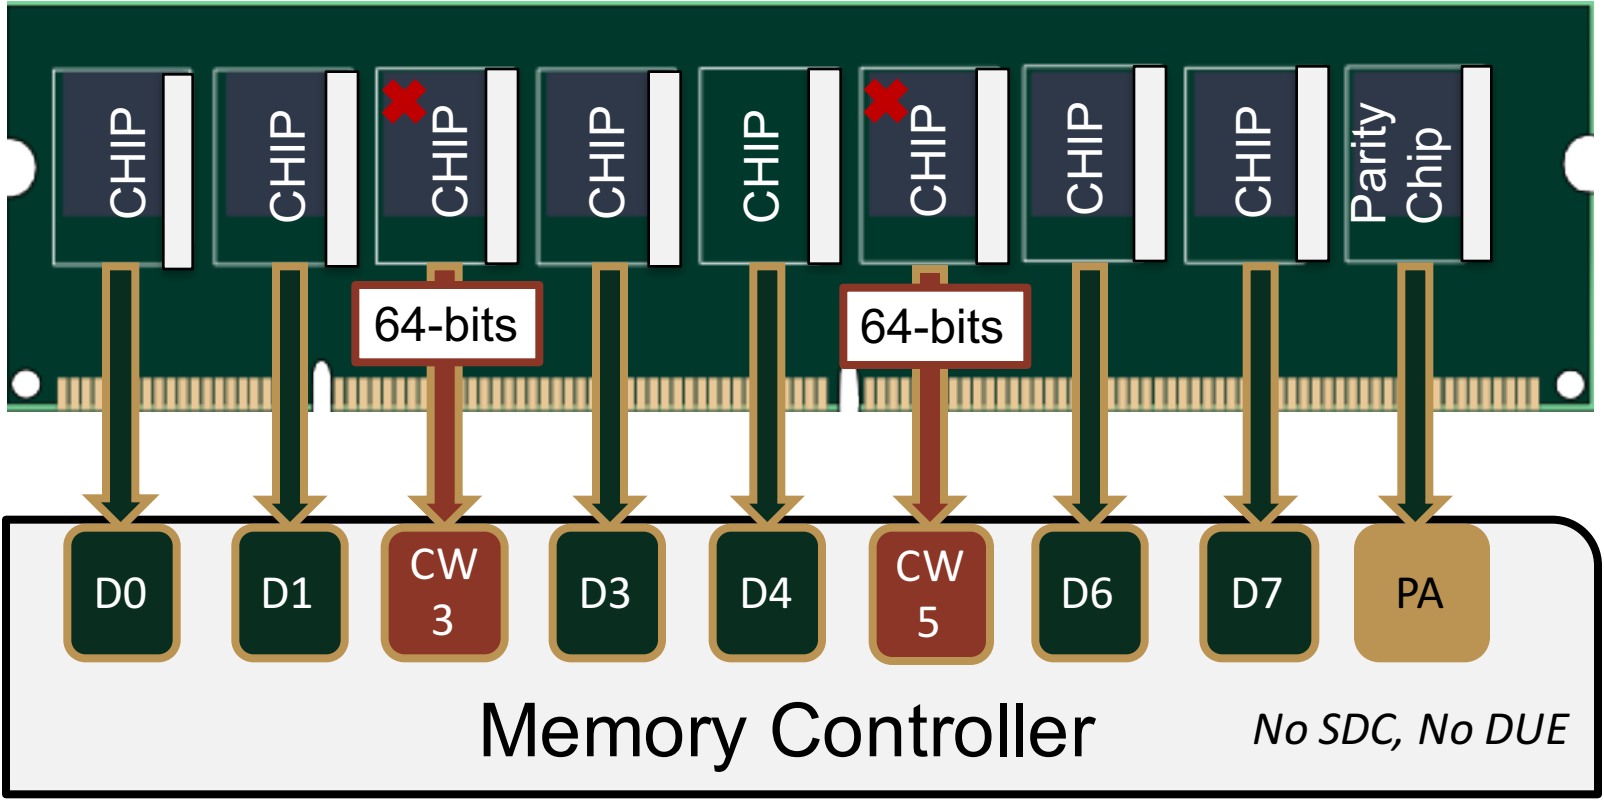 CHIP
CHIP
CHIP
CHIP
CHIP
CHIP
CHIP
CHIP
Parity
Chip
64-bits
64-bits
D0
D1
CW
3
D3
D4
CW
5
D6
D7
PA
Memory Controller
No SDC, No DUE